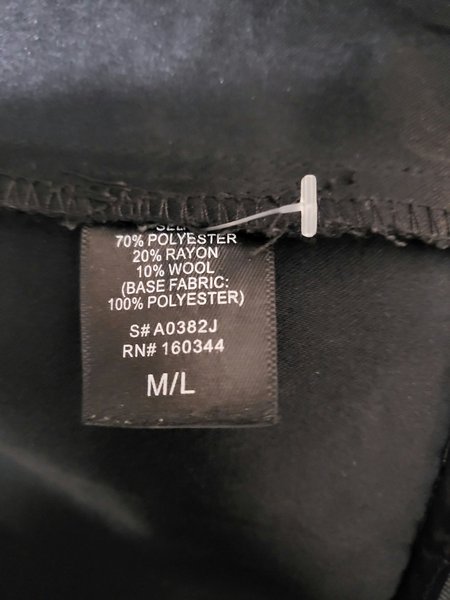 70% POLYESTER
20% RAYON
10% WOOL
(BASE FABRIC:
100% POLYESTER)
S# A0382J
RN# 160344
M/L